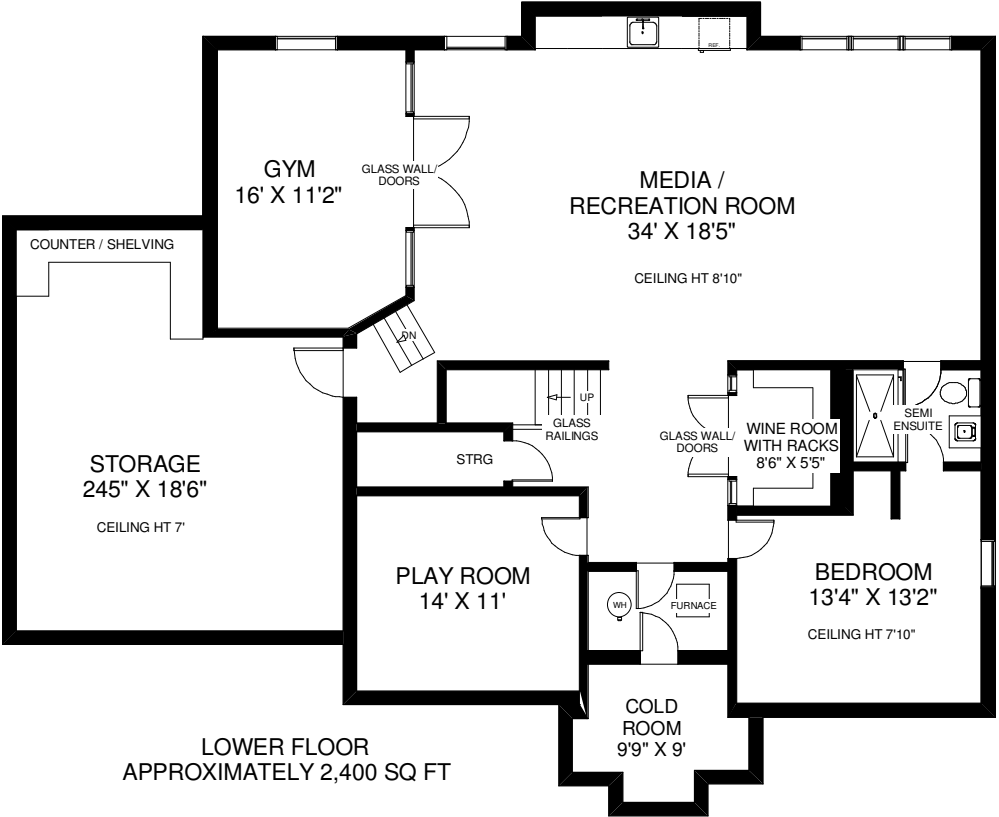 REF.
GYM
16' X 11'2"
GLASS WALL/
DOORS
MEDIA /
RECREATION ROOM
34' X 18'5"
CEILING HT 8'10"
COUNTER / SHELVING
DN
UP
GLASS
RAILINGS
GLASS WALL/
DOORS
WINE ROOM
WITH RACKS
8'6" X 5'5"
SEMI
ENSUITE
STRG
STORAGE
245" X 18'6"
CEILING HT 7'
PLAY ROOM
14' X 11'
WH
FURNACE
BEDROOM
13'4" X 13'2"
CEILING HT 7'10"
COLD
ROOM
9'9" X 9'
LOWER FLOOR
APPROXIMATELY 2,400 SQ FT